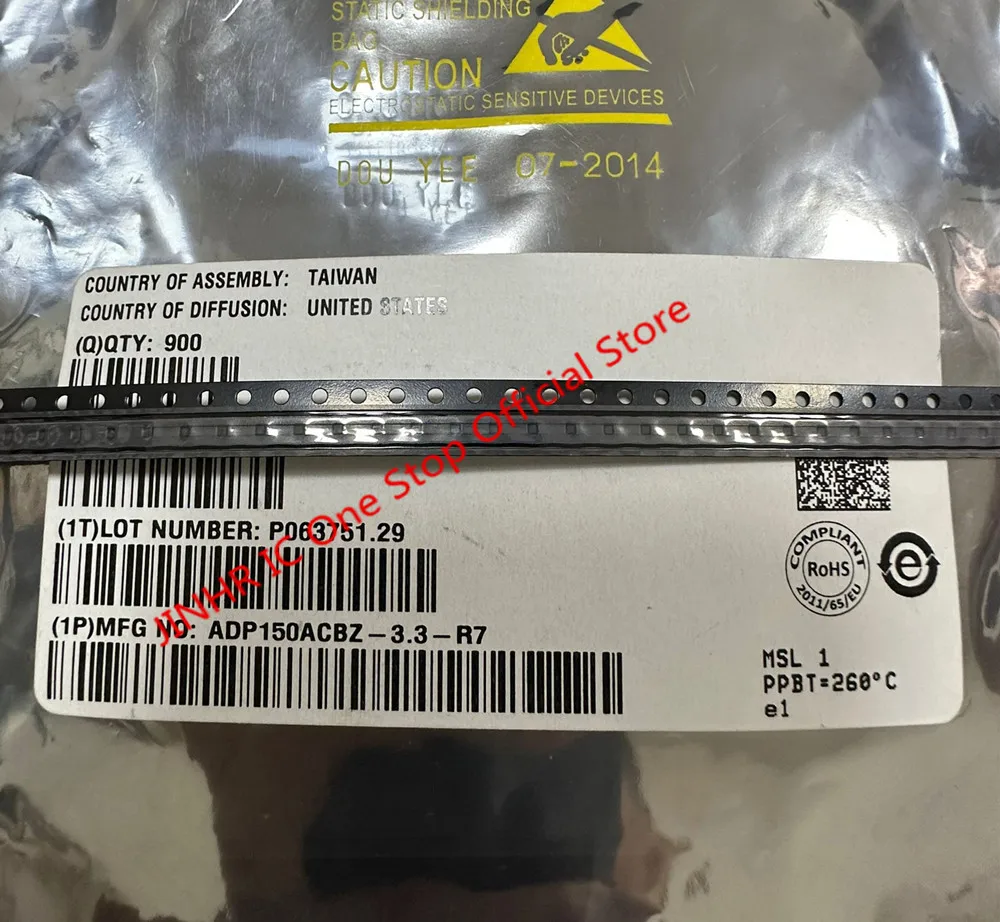 STATIC SHIELDING
BAG
CAUTION
ELECTROSTATIC SENSITIVE DEVICES
DOU YEE 07-2014
COUNTRY OF ASSEMBLY: TAIWAN
COUNTRY OF DIFFUSION: UNITED STATES
(Q)QTY: 900
(1T)LOT NUMBER: P063751.29
(1P)MFG NO: ADP150ACBZ-3.3-R7
COMPLIANT
RoHS
2011/65/EU
e
MSL 1
PPBT=260°C
e1
JINHR IC One Stop Official Store